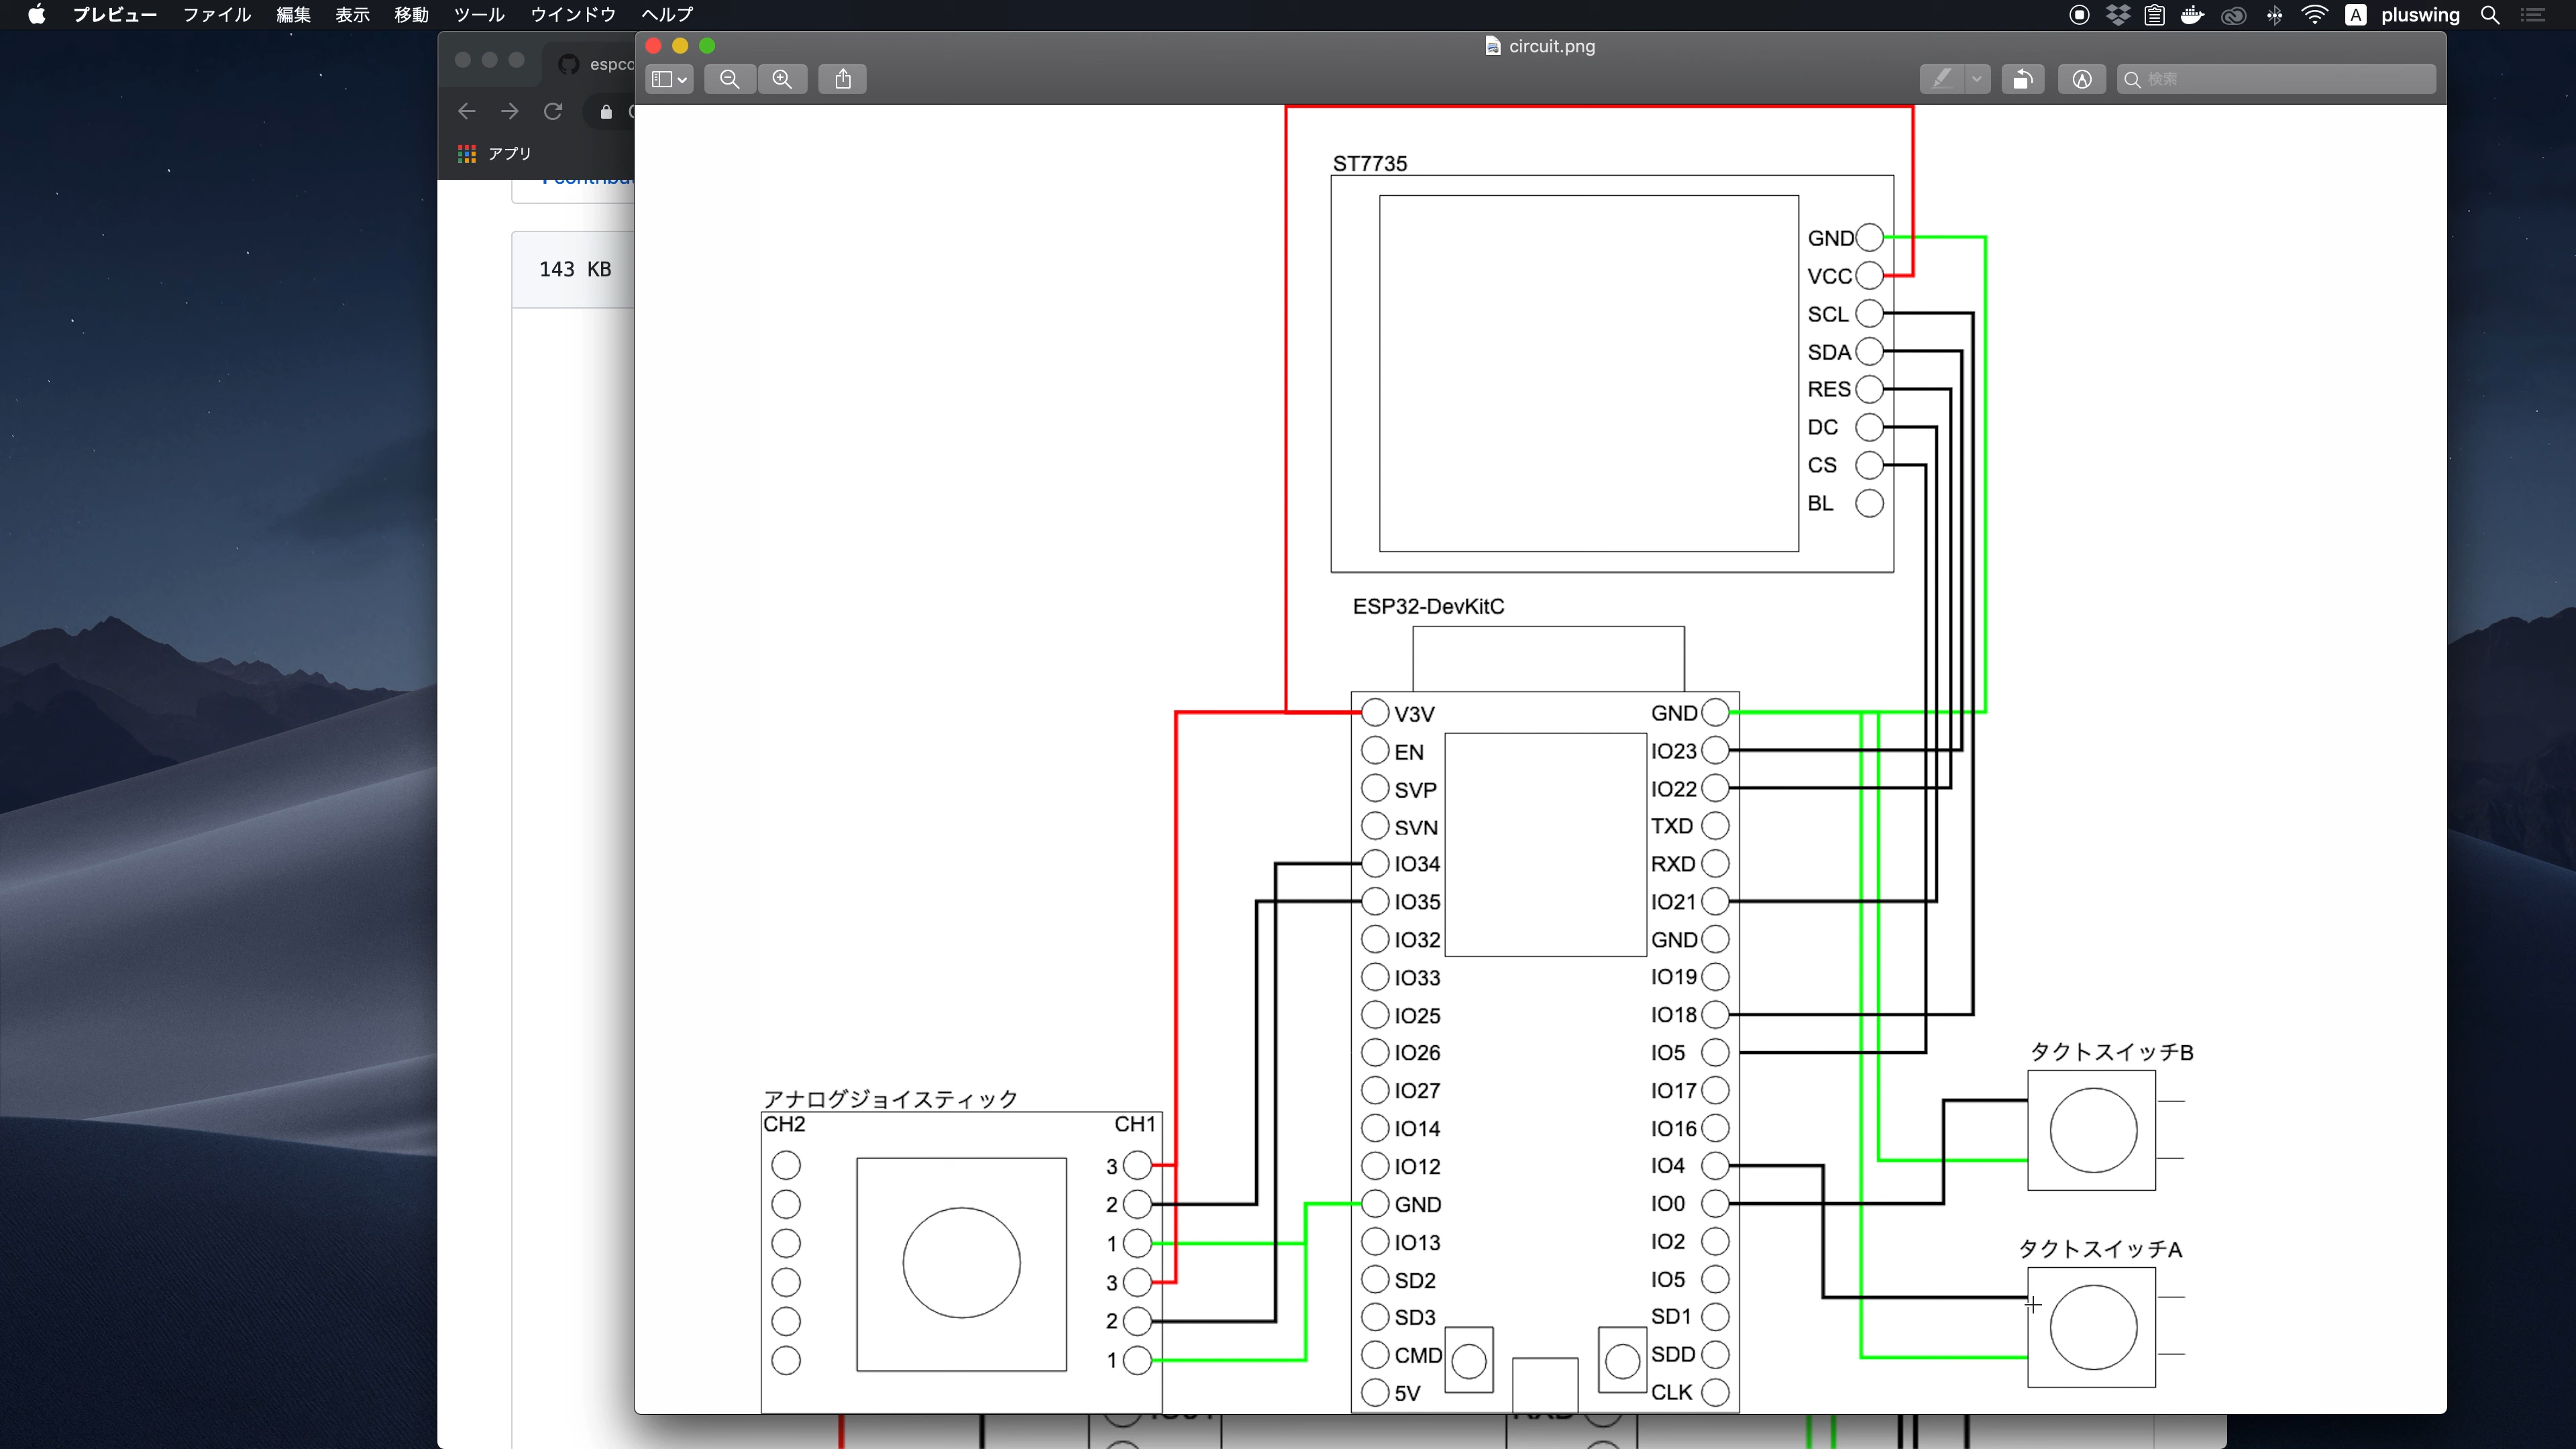 プレビュー ファイル 編集 表示 移動 ツール ウインドウ ヘルプ
A pluswing
circuit.png
検索
espco
アプリ
143 KB
ST7735
GND
VCC
SCL
SDA
RES
DC
CS
BL
ESP32-DevKitC
V3V GND
EN IO23
SVP IO22
SVN TXD
IO34 RXD
IO35 IO21
IO32 GND
IO33 IO19
IO25 IO18
IO26 IO5
IO27 IO17
IO14 IO16
IO12 IO4
GND IO0
IO13 IO2
SD2 IO5
SD3 SD1
CMD SDD
5V CLK
アナログジョイスティック
CH2 CH1
3
2
1
3
2
1
タクトスイッチB
タクトスイッチA